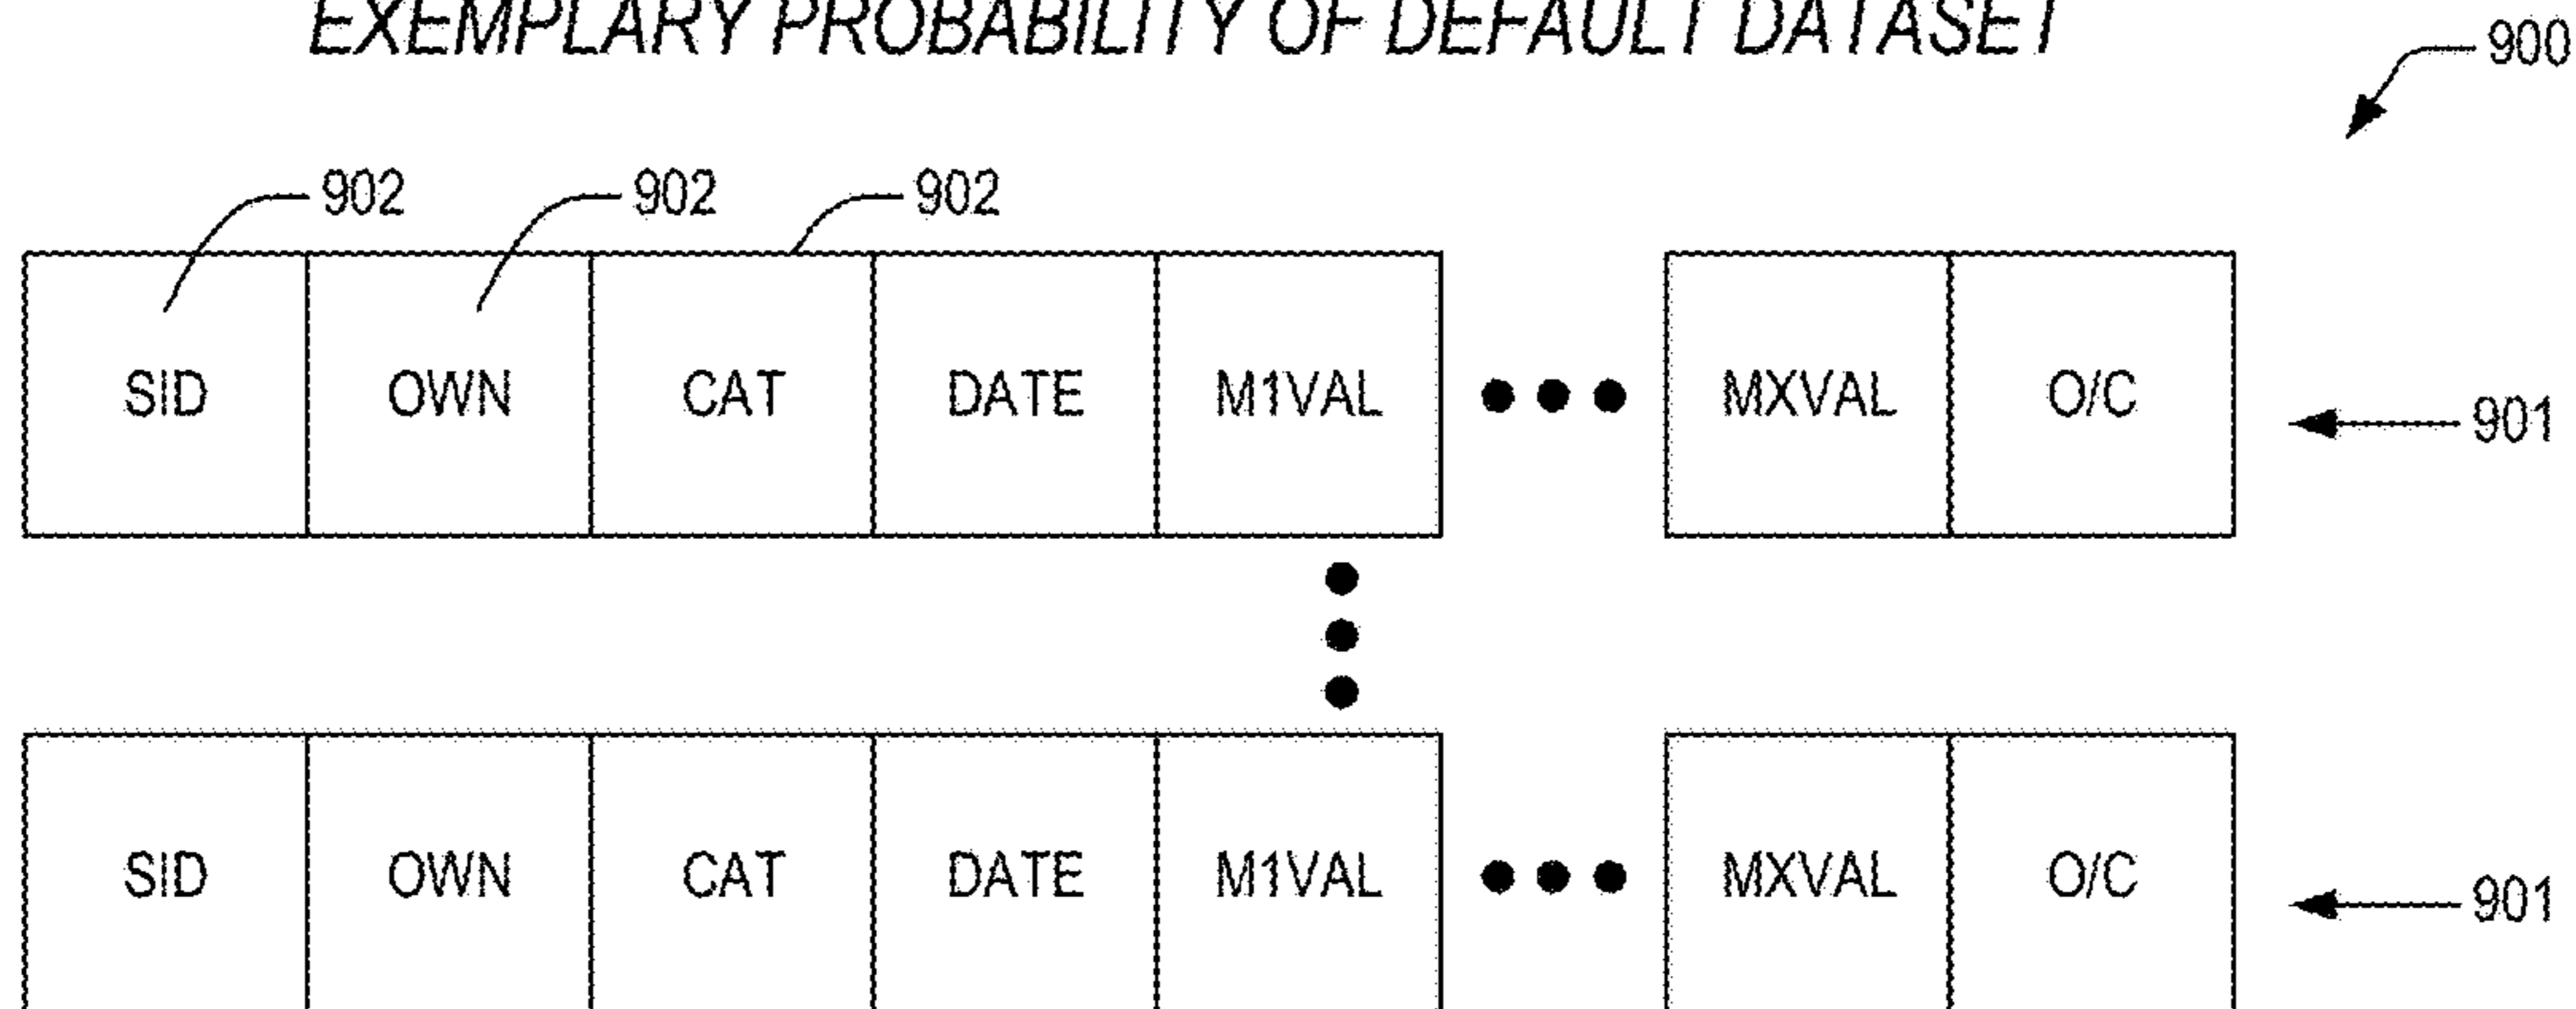 EXEMPLARY PROBABILITY OF DEFAULT DATASET
900
902 902 902
SID OWN CAT DATE M1VAL ••• MXVAL O/C 901
SID OWN CAT DATE M1VAL ••• MXVAL O/C 901